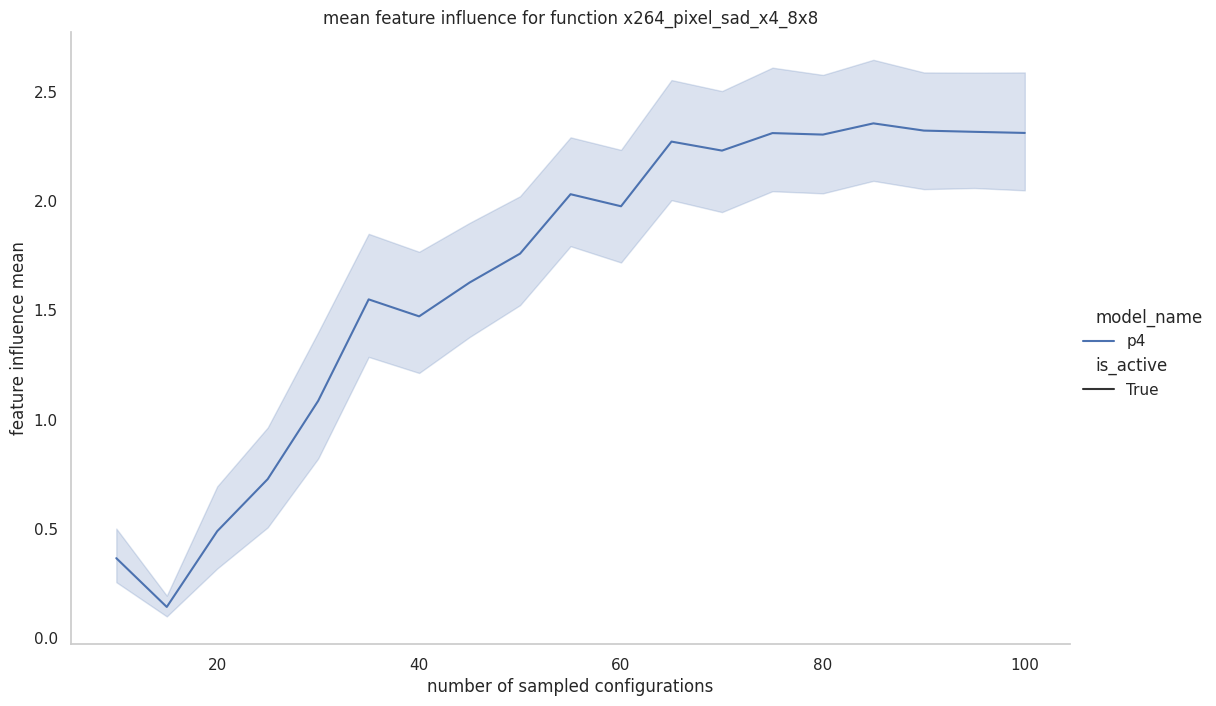 mean feature influence for function x264_pixel_sad_x4_8x8
feature influence mean
2.5
2.0
1.5
1.0
0.5
0.0
20 40 60 80 100
number of sampled configurations
model_name
p4
is_active
True